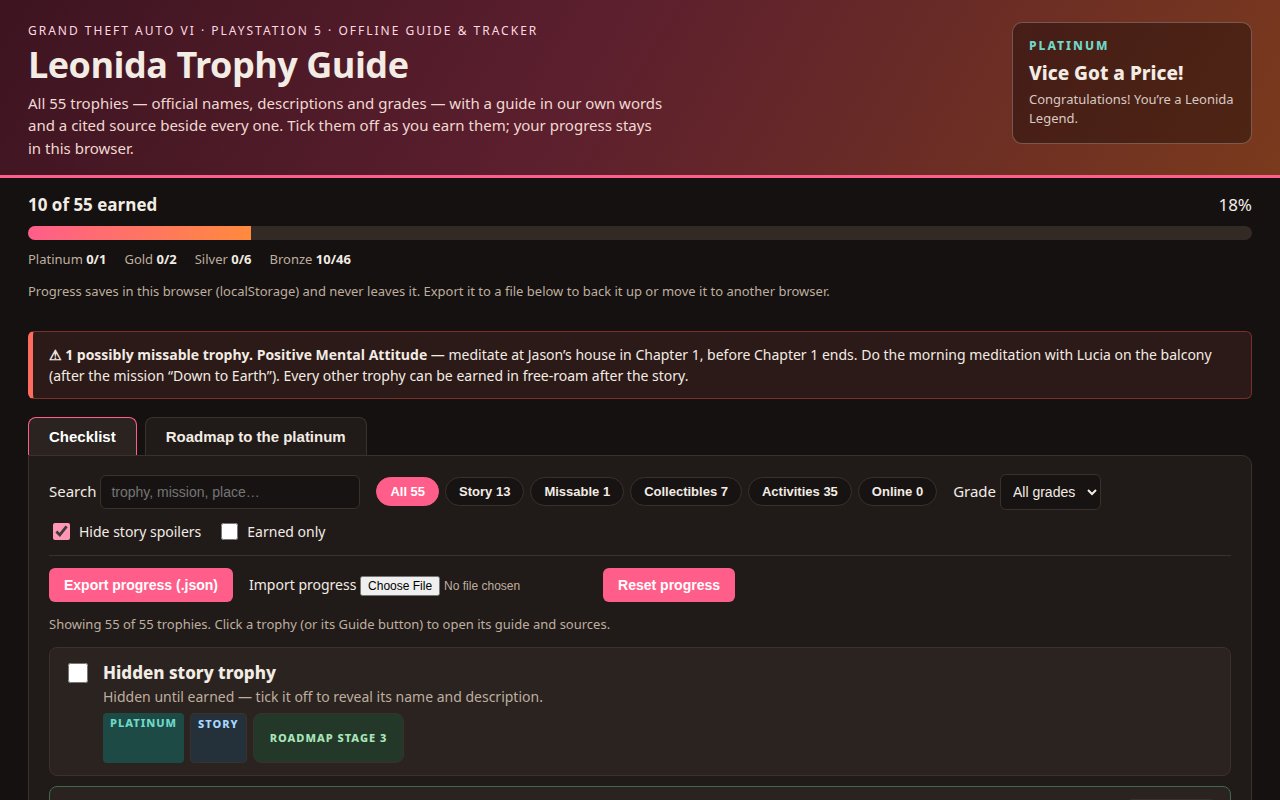 GRAND THEFT AUTO VI · PLAYSTATION 5 · OFFLINE GUIDE & TRACKER
Leonida Trophy Guide
All 55 trophies — official names, descriptions and grades — with a guide in our own words
and a cited source beside every one. Tick them off as you earn them; your progress stays
in this browser.
PLATINUM
Vice Got a Price!
Congratulations! You’re a Leonida
Legend.
10 of 55 earned
18%
Platinum 0/1 Gold 0/2 Silver 0/6 Bronze 10/46
Progress saves in this browser (localStorage) and never leaves it. Export it to a file below to back it up or move it to another browser.
⚠ 1 possibly missable trophy. Positive Mental Attitude — meditate at Jason’s house in Chapter 1, before Chapter 1 ends. Do the morning meditation with Lucia on the balcony
(after the mission “Down to Earth”). Every other trophy can be earned in free-roam after the story.
Checklist
Roadmap to the platinum
Search trophy, mission, place… All 55 Story 13 Missable 1 Collectibles 7 Activities 35 Online 0 Grade All grades
Hide story spoilers Earned only
Export progress (.json) Import progress Choose File No file chosen Reset progress
Showing 55 of 55 trophies. Click a trophy (or its Guide button) to open its guide and sources.
Hidden story trophy
Hidden until earned — tick it off to reveal its name and description.
PLATINUM STORY ROADMAP STAGE 3